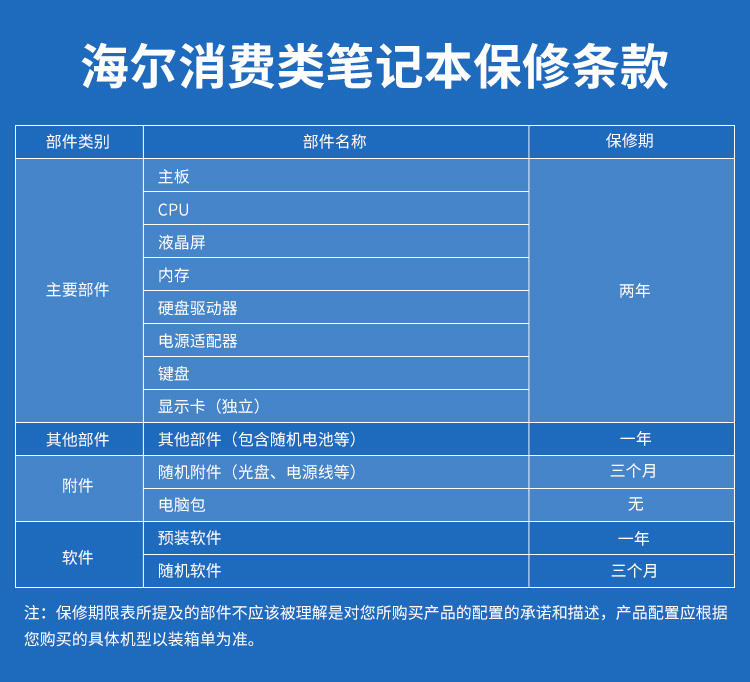 海尔消费类笔记本保修条款
部件类别 部件名称 保修期
主要部件 主板 两年
CPU
液晶屏
内存
硬盘驱动器
电源适配器
键盘
显示卡（独立）
其他部件 其他部件（包含随机电池等） 一年
附件 随机附件（光盘、电源线等） 三个月
电脑包 无
软件 预装软件 一年
随机软件 三个月
注：保修期限表所提及的部件不应该被理解是对您所购买产品的配置的承诺和描述，产品配置应根据
您购买的具体机型以装箱单为准。